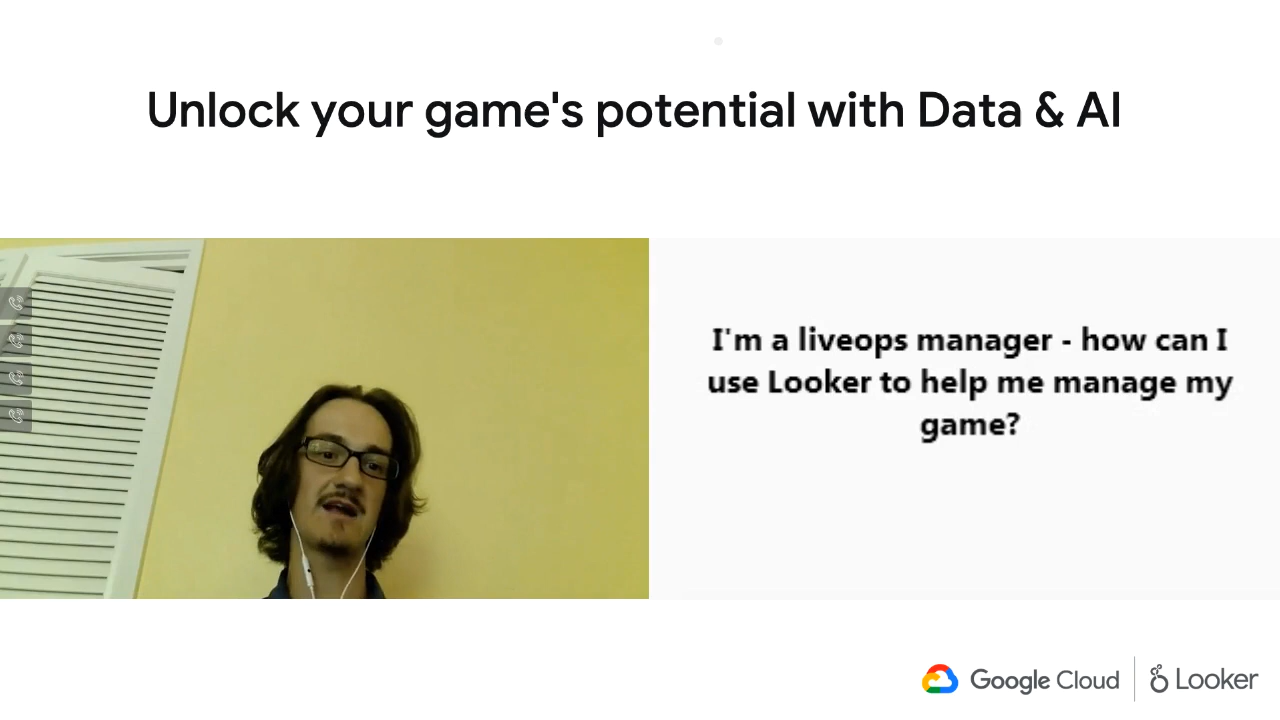 Unlock your game's potential with Data & AI
I'm a liveops manager - how can I
use Looker to help me manage my
game?
Google Cloud
Looker